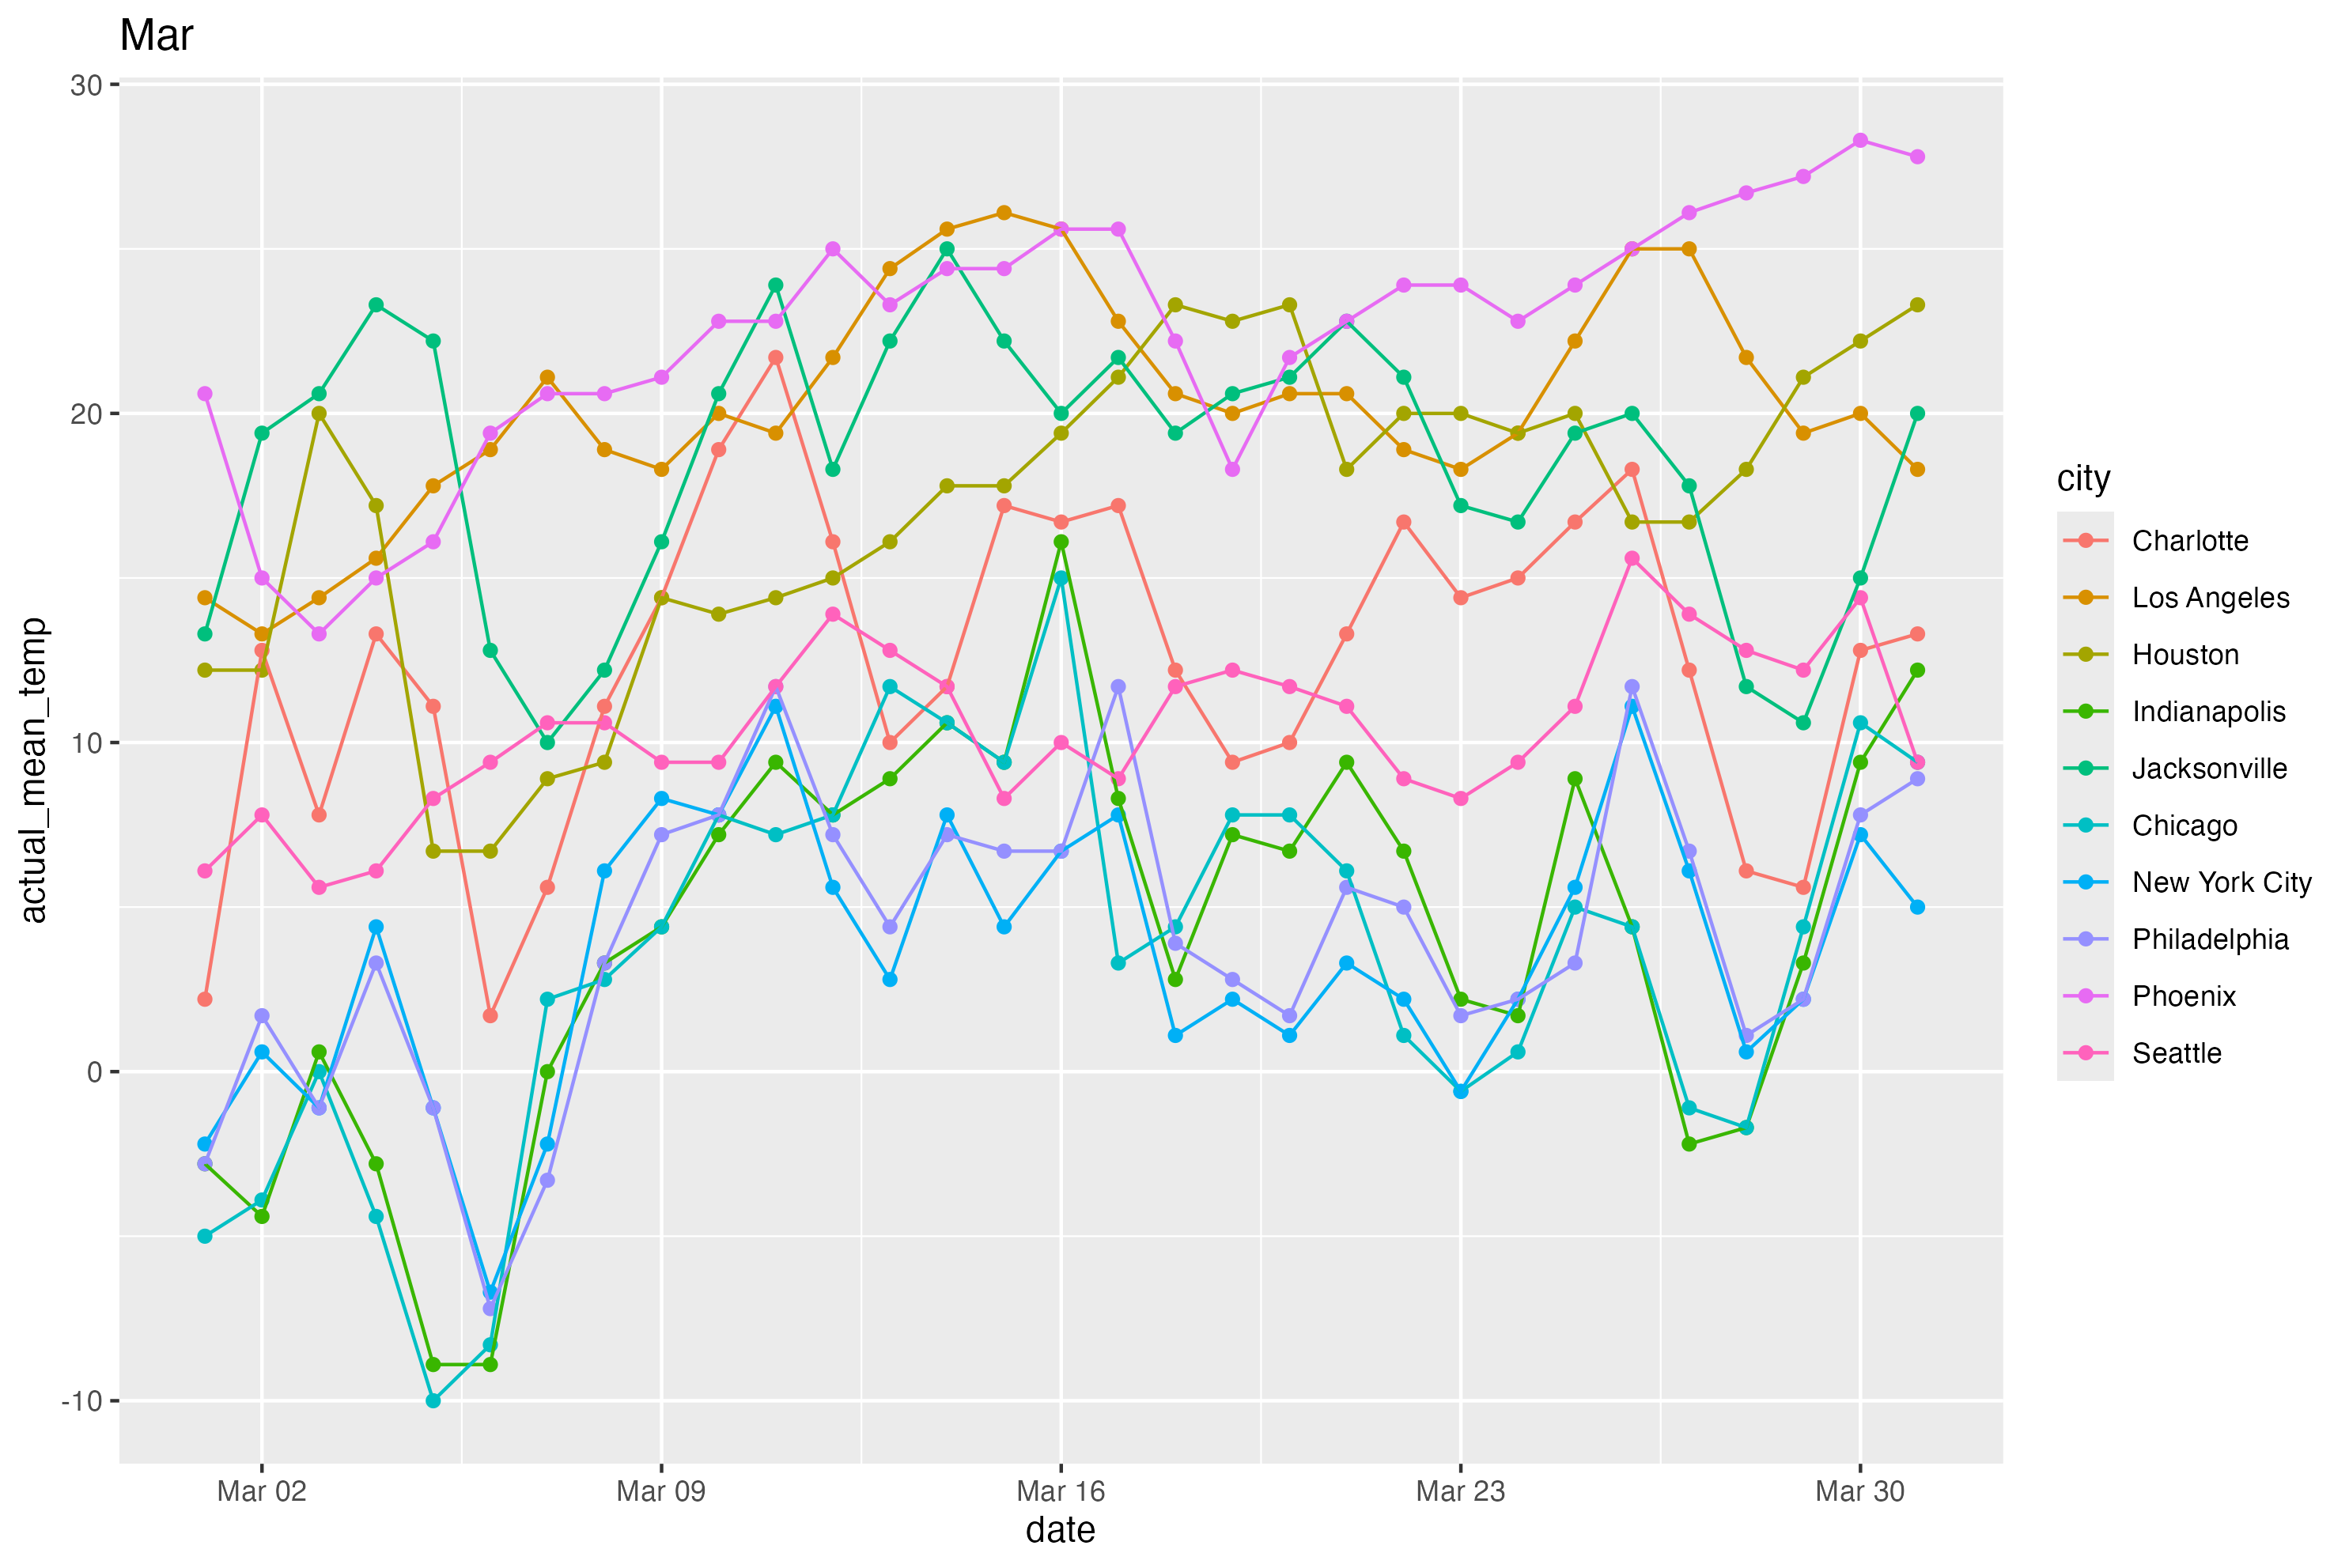 Mar
30
20
10
0
-10
actual_mean_temp
Mar 02
Mar 09
Mar 16
Mar 23
Mar 30
date
city
Charlotte
Los Angeles
Houston
Indianapolis
Jacksonville
Chicago
New York City
Philadelphia
Phoenix
Seattle